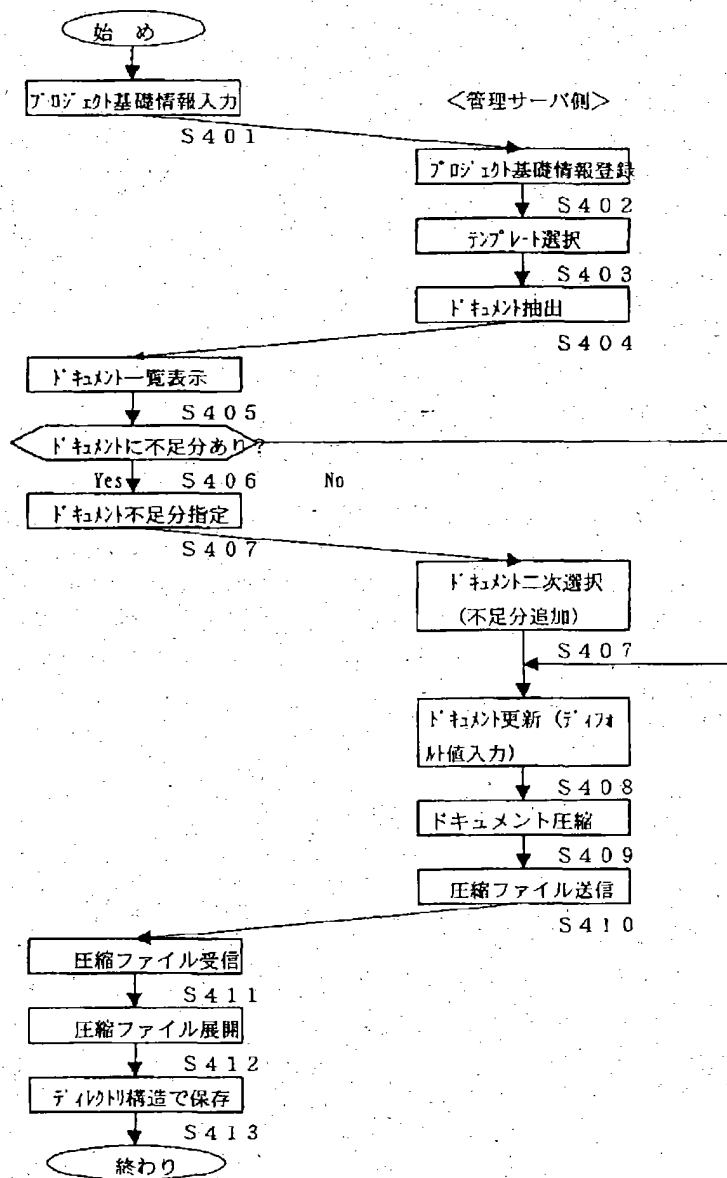 始め
プロジェクト基礎情報入力
<管理サーバ側>
S401
プロジェクト基礎情報登録
S402
テンプレート選択
S403
ドキュメント抽出
S404
ドキュメント一覧表示
S405
ドキュメントに不足分あり?
Yes S406 No
ドキュメント不足分指定
S407
ドキュメント二次選択
(不足分追加)
S407
ドキュメント更新(ディフォ
ルト値入力)
S408
ドキュメント圧縮
S409
圧縮ファイル送信
S410
圧縮ファイル受信
S411
圧縮ファイル展開
S412
ディレクトリ構造で保存
S413
終わり